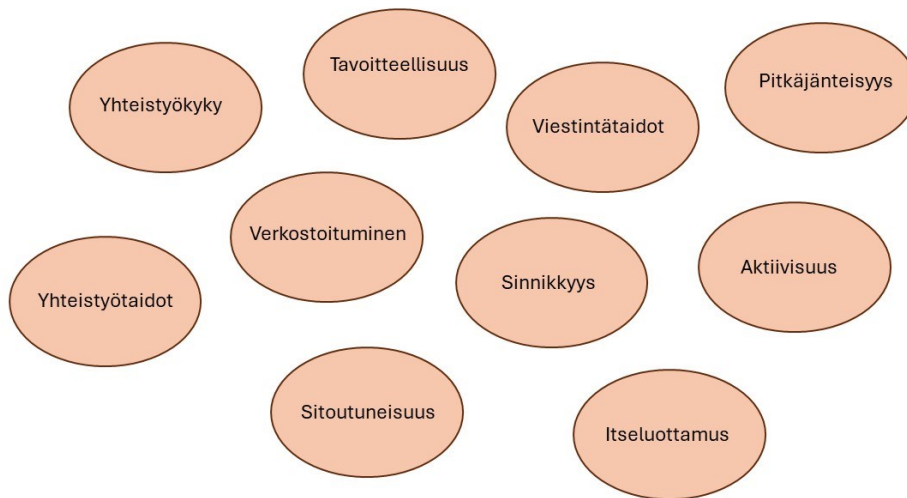 Tavoitteellisuus
Pitkäjänteisyys
Yhteistyökyky
Viestintätaidot
Verkostoituminen
Aktiivisuus
Sinnikkyys
Yhteistyötaidot
Sitoutuneisuus
Itseluottamus